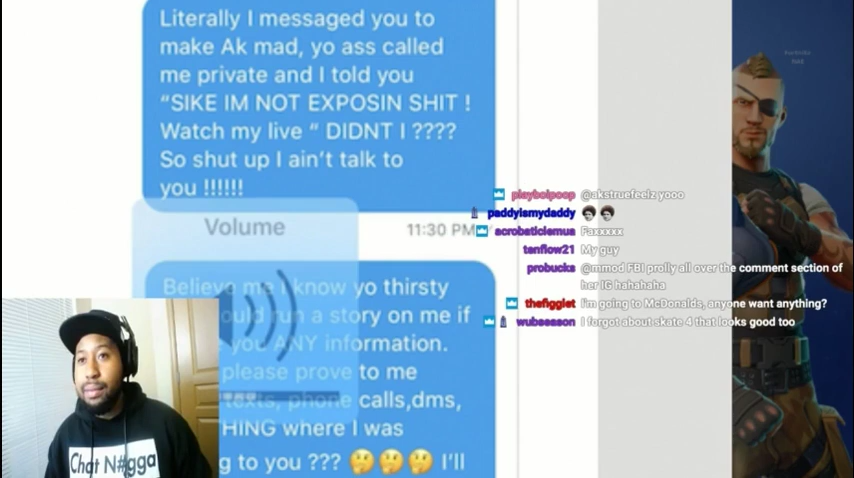 Literally I messaged you to
make Ak mad, yo ass called
me private and I told you
“SIKE IM NOT EXPOSIN SHIT !
Watch my live ” DIDNT I ????
So shut up I ain’t talk to
you !!!!!!
Volume
11:30 PM
Believe me I know yo thirsty
a story on me if
you ANY information.
please prove to me
texts, phone calls,dms,
HING where I was
g to you ??? 🤔🤔🤔 I’ll
playboipoop @akstruefeelz yooo
paddyismydaddy
acrobaticlemua Faxxxxx
tenflow21 My guy
probucks @mmod FBI prolly all over the comment section of
her IG hahahaha
thefigglet I’m going to McDonalds, anyone want anything?
wubseason I forgot about skate 4 that looks good too
Chat N#gga